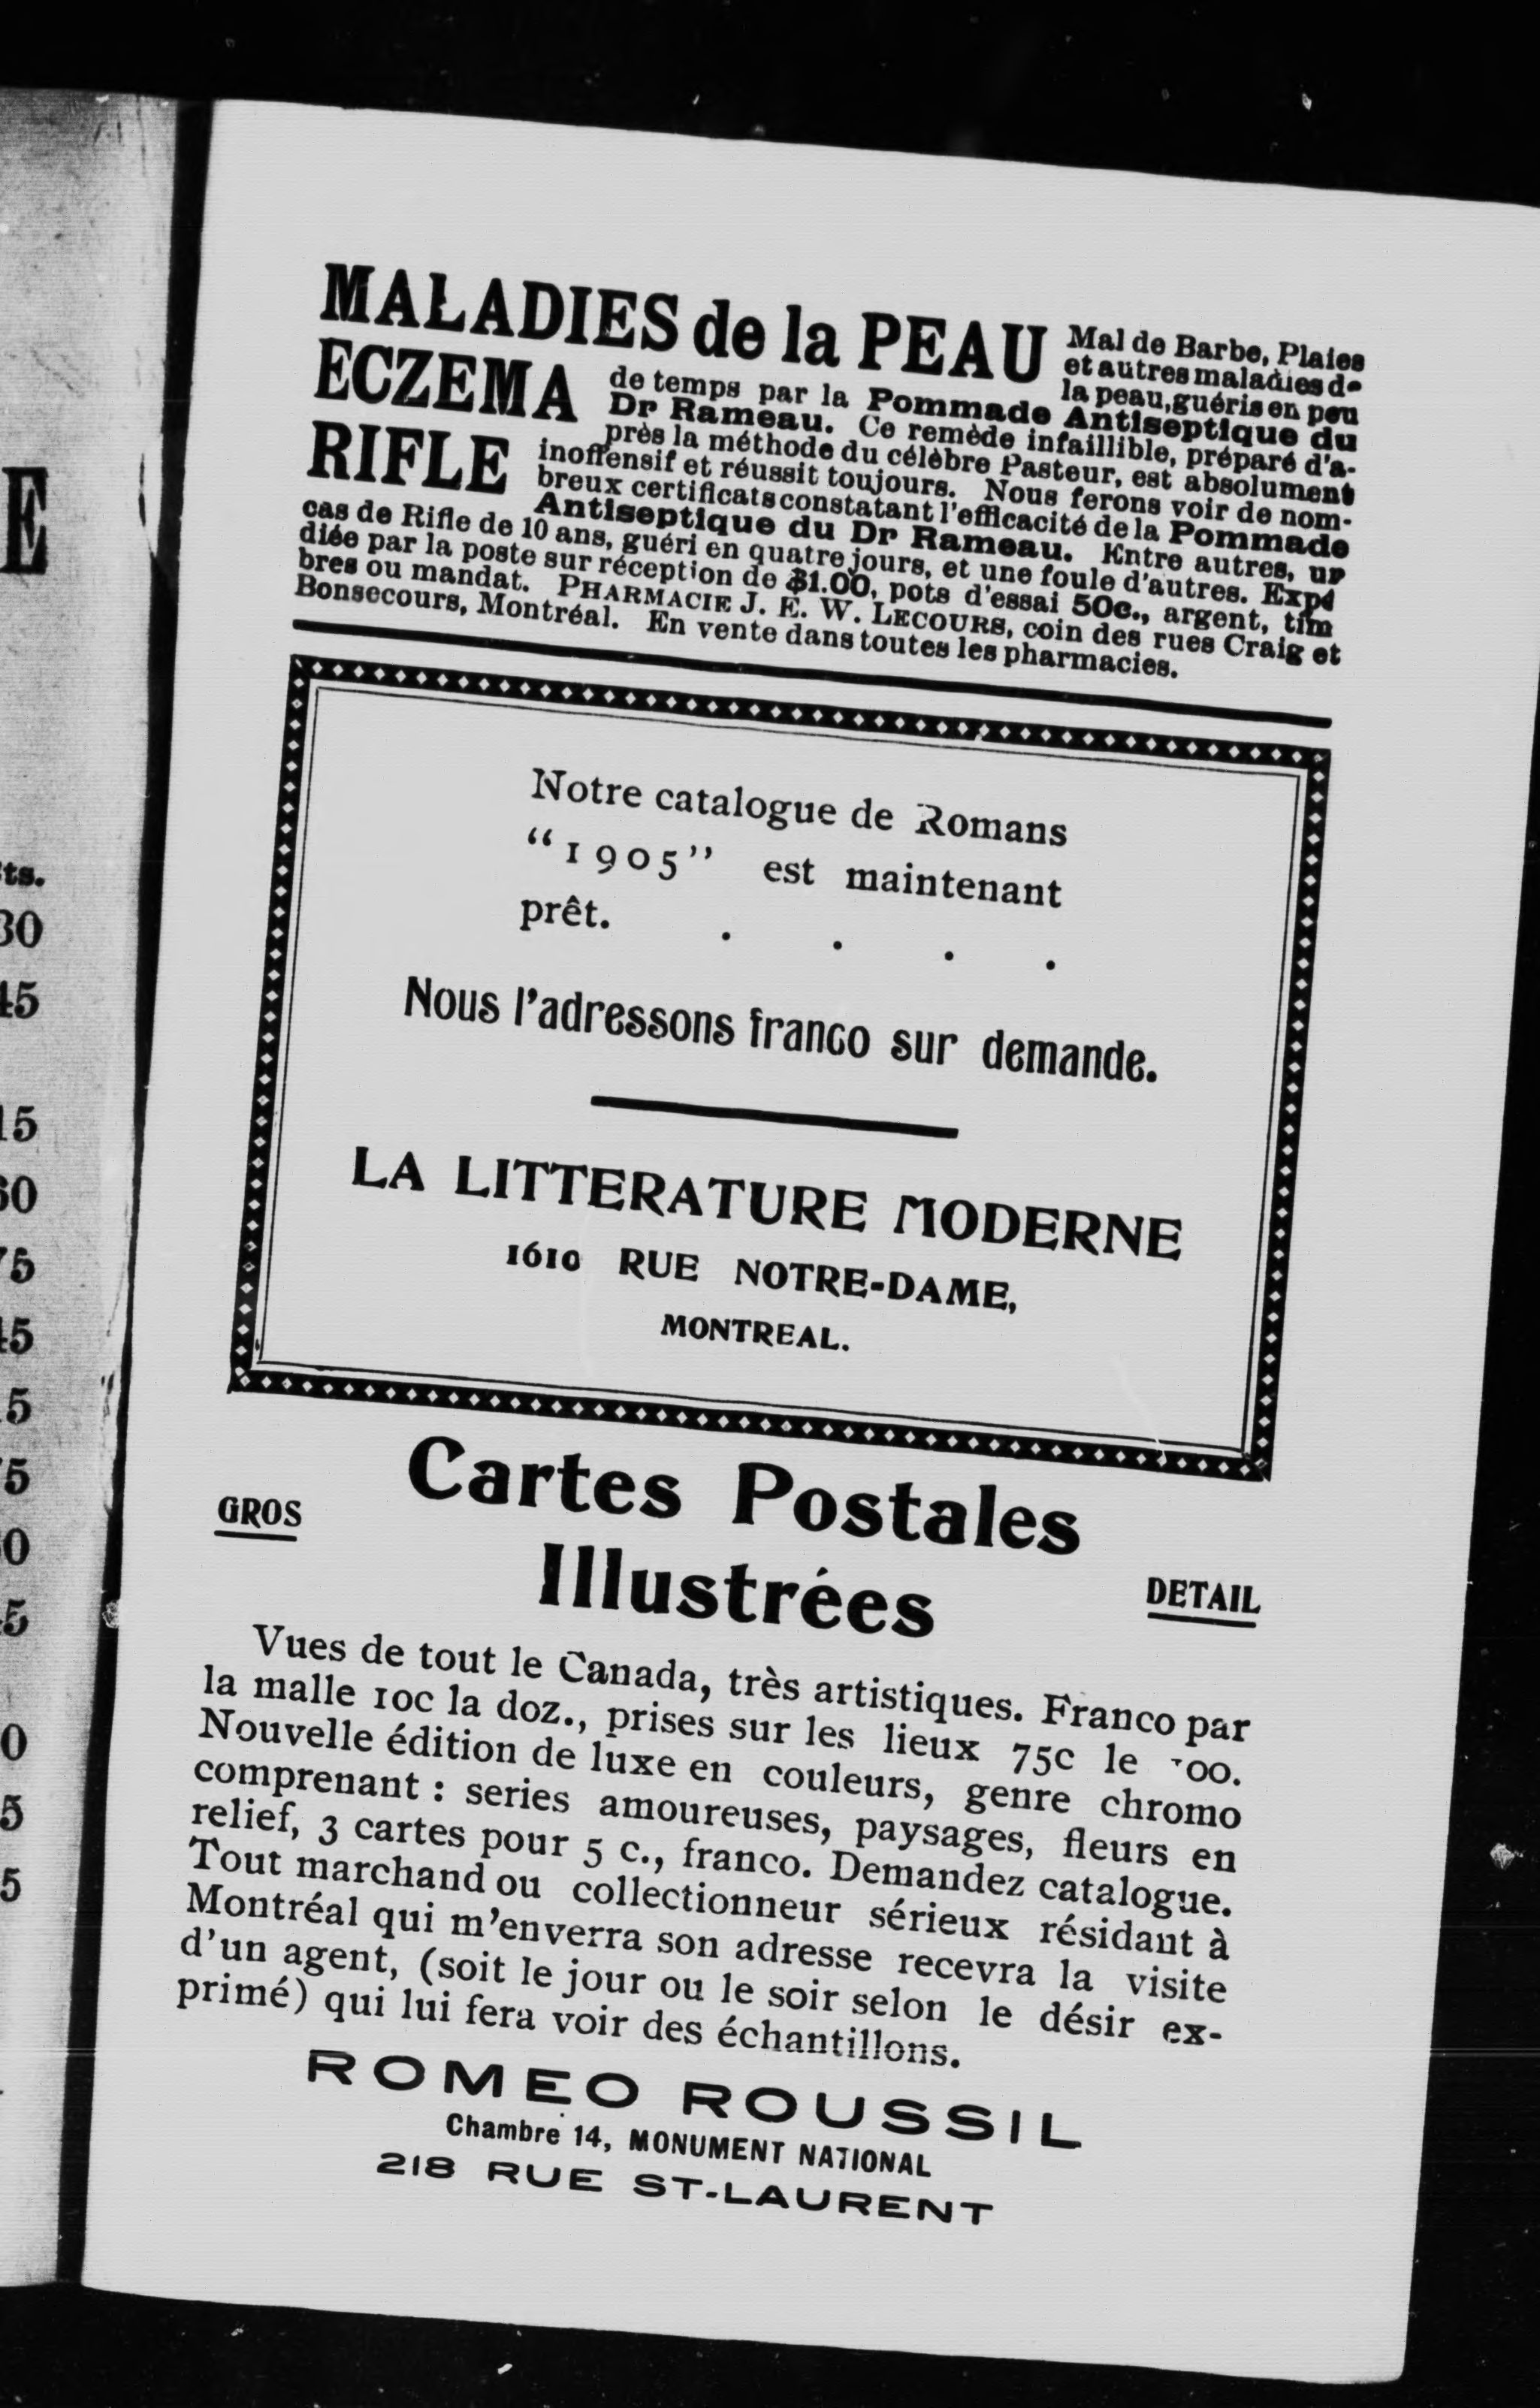 MALADIES de la PEAU Mal de Barbe, Plaies
et autres maladies de
la peau, guéris en peu
ECZEMA de temps par la Pommade Antiseptique du
Dr Rameau. Ce remède infaillible, préparé d'a-
près la méthode du célèbre Pasteur, est absolument
RIFLE inoffensif et réussit toujours. Nous ferons voir de nom-
breux certificats constatant l'efficacité de la Pommade
Antiseptique du Dr Rameau. Entre autres, un
cas de Rifle de 10 ans, guéri en quatre jours, et une foule d'autres. Expé
diée par la poste sur réception de $1.00, pots d'essai 50c., argent, tim
bres ou mandat. PHARMACIE J. E. W. LECOURS, coin des rues Craig et
Bonsecours, Montréal. En vente dans toutes les pharmacies.
Notre catalogue de Romans
"1905" est maintenant
prêt. . . . .
Nous l'adressons franco sur demande.
LA LITTERATURE MODERNE
1610 RUE NOTRE-DAME,
MONTREAL.
GROS
Cartes Postales
Illustrées
DETAIL
Vues de tout le Canada, très artistiques. Franco par
la malle 10c la doz., prises sur les lieux 75c le 100.
Nouvelle édition de luxe en couleurs, genre chromo
comprenant : series amoureuses, paysages, fleurs en
relief, 3 cartes pour 5 c., franco. Demandez catalogue.
Tout marchand ou collectionneur sérieux résidant à
Montréal qui m'enverra son adresse recevra la visite
d'un agent, (soit le jour ou le soir selon le désir ex-
primé) qui lui fera voir des échantillons.
ROMEO ROUSSIL
Chambre 14, MONUMENT NATIONAL
218 RUE ST-LAURENT